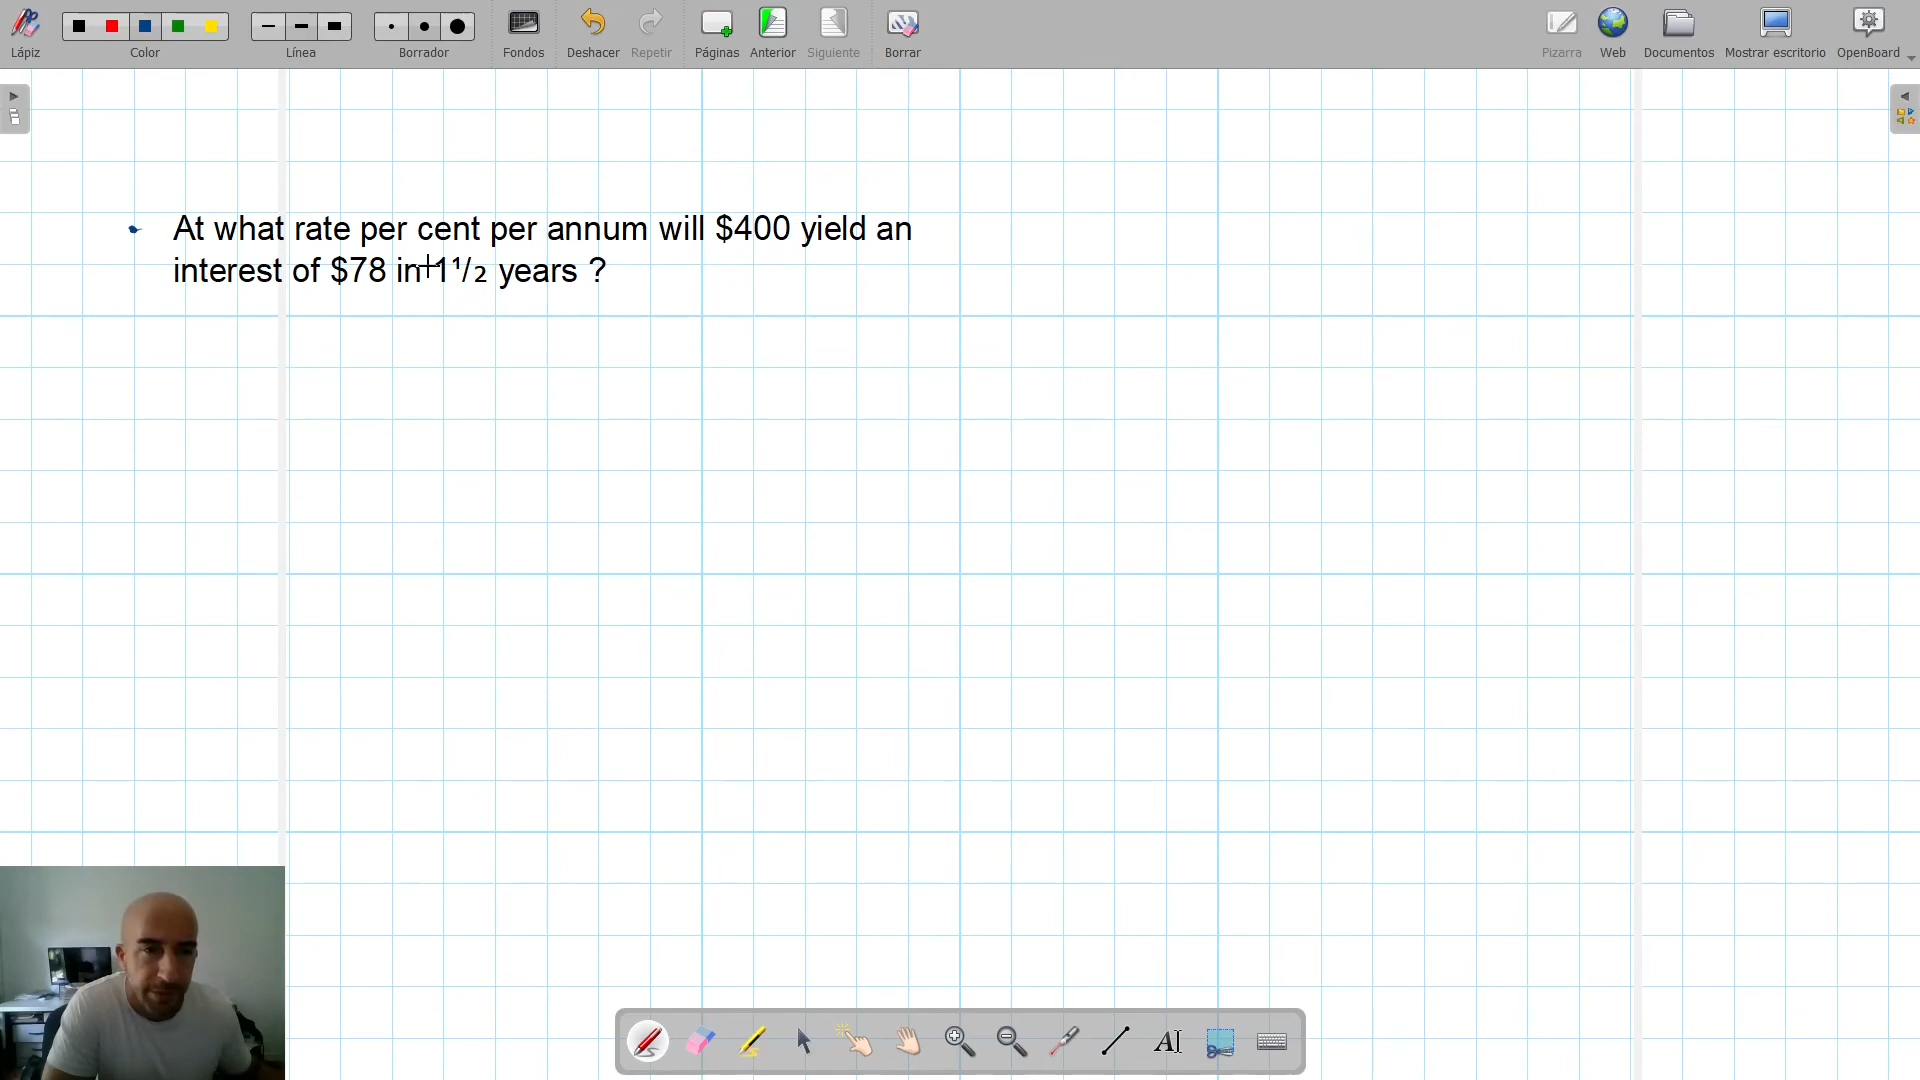 Lápiz
Color
Línea
Borrador
Fondos
Deshacer
Repetir
Páginas
Anterior
Siguiente
Borrar
Pizarra
Web
Documentos
Mostrar escritorio
OpenBoard
At what rate per cent per annum will $400 yield an
interest of $78 in 1¹/₂ years ?